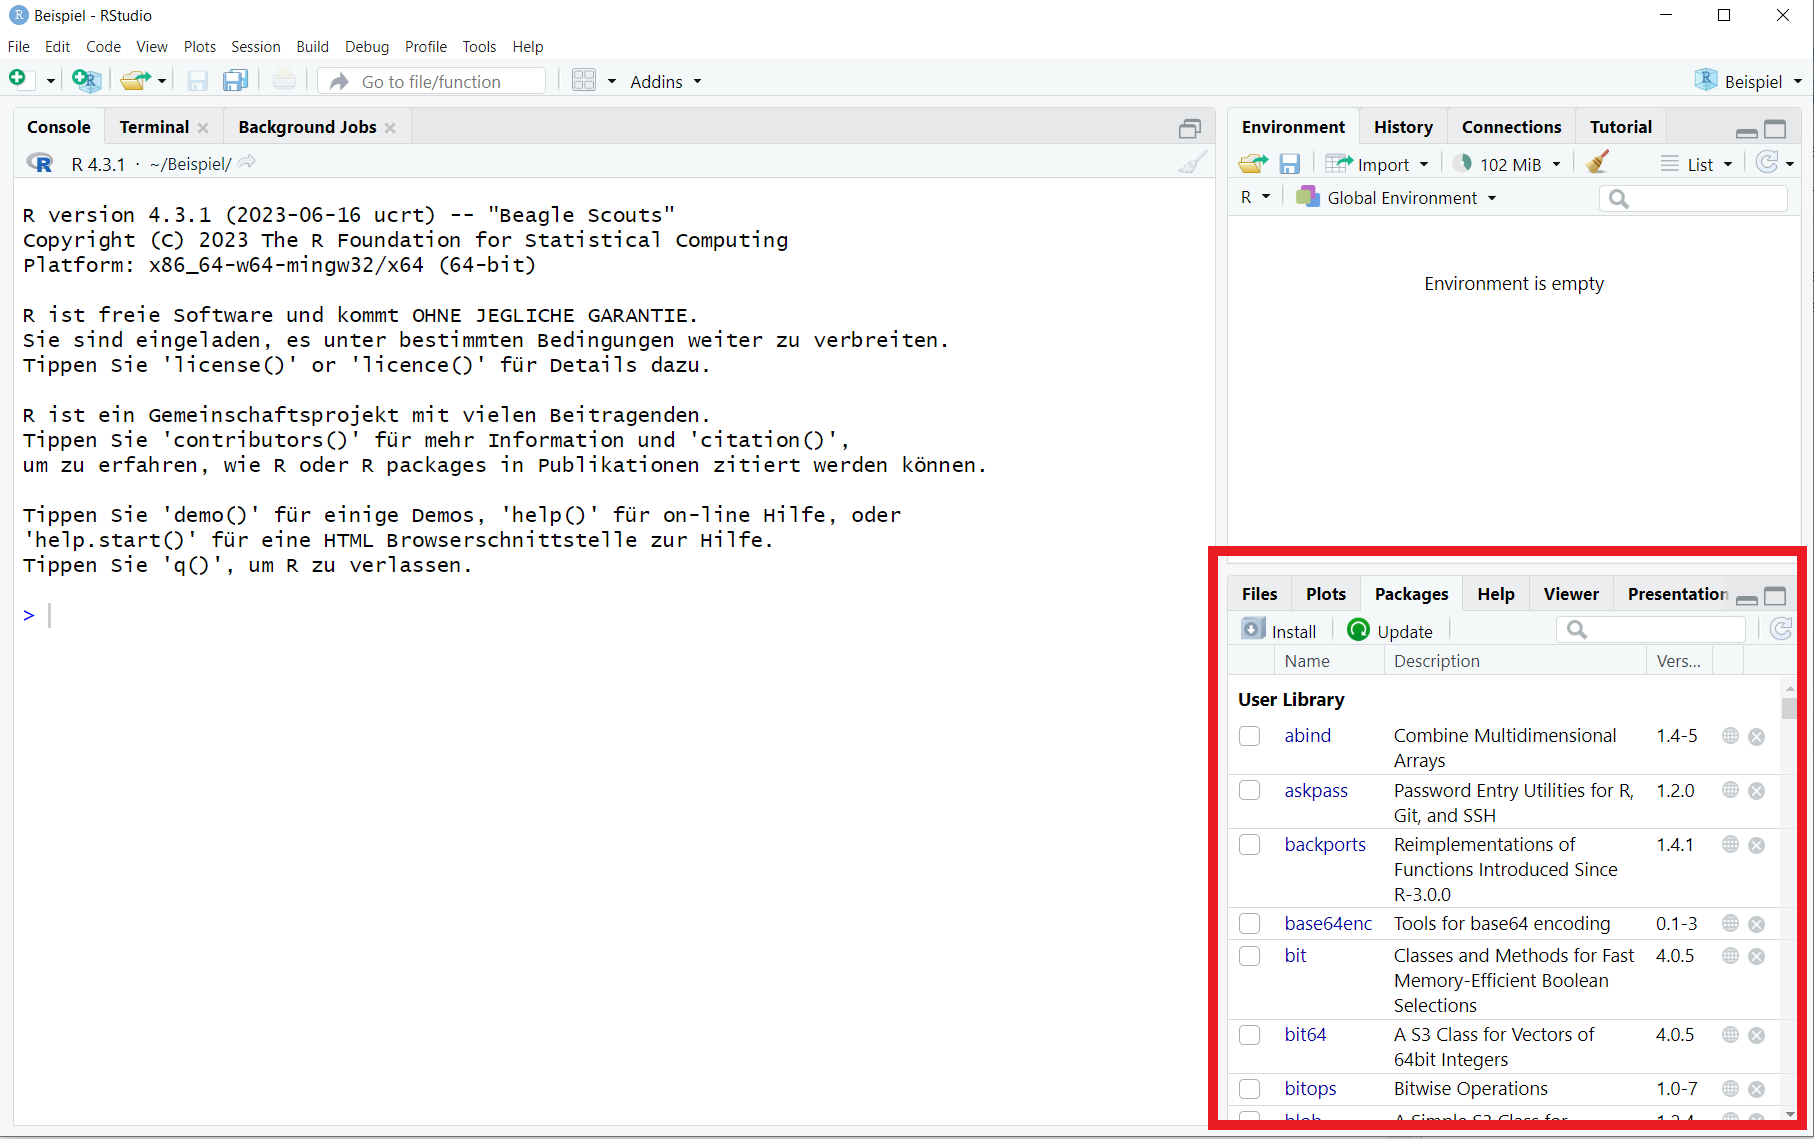 Beispiel - RStudio
File Edit Code View Plots Session Build Debug Profile Tools Help
Go to file/function Addins Beispiel
Console Terminal Background Jobs
R 4.3.1 · ~/Beispiel/
R version 4.3.1 (2023-06-16 ucrt) -- "Beagle Scouts"
Copyright (C) 2023 The R Foundation for Statistical Computing
Platform: x86_64-w64-mingw32/x64 (64-bit)
R ist freie Software und kommt OHNE JEGLICHE GARANTIE.
Sie sind eingeladen, es unter bestimmten Bedingungen weiter zu verbreiten.
Tippen Sie 'license()' or 'licence()' für Details dazu.
R ist ein Gemeinschaftsprojekt mit vielen Beitragenden.
Tippen Sie 'contributors()' für mehr Information und 'citation()',
um zu erfahren, wie R oder R packages in Publikationen zitiert werden können.
Tippen Sie 'demo()' für einige Demos, 'help()' für on-line Hilfe, oder
'help.start()' für eine HTML Browserschnittstelle zur Hilfe.
Tippen Sie 'q()', um R zu verlassen.
>
Environment History Connections Tutorial
Import 102 MiB List
R Global Environment
Environment is empty
Files Plots Packages Help Viewer Presentation
Install Update
Name Description Vers...
User Library
abind Combine Multidimensional 1.4-5
Arrays
askpass Password Entry Utilities for R, 1.2.0
Git, and SSH
backports Reimplementations of 1.4.1
Functions Introduced Since
R-3.0.0
base64enc Tools for base64 encoding 0.1-3
bit Classes and Methods for Fast 4.0.5
Memory-Efficient Boolean
Selections
bit64 A S3 Class for Vectors of 4.0.5
64bit Integers
bitops Bitwise Operations 1.0-7
blob A Simple S3 Class for 1.2.4